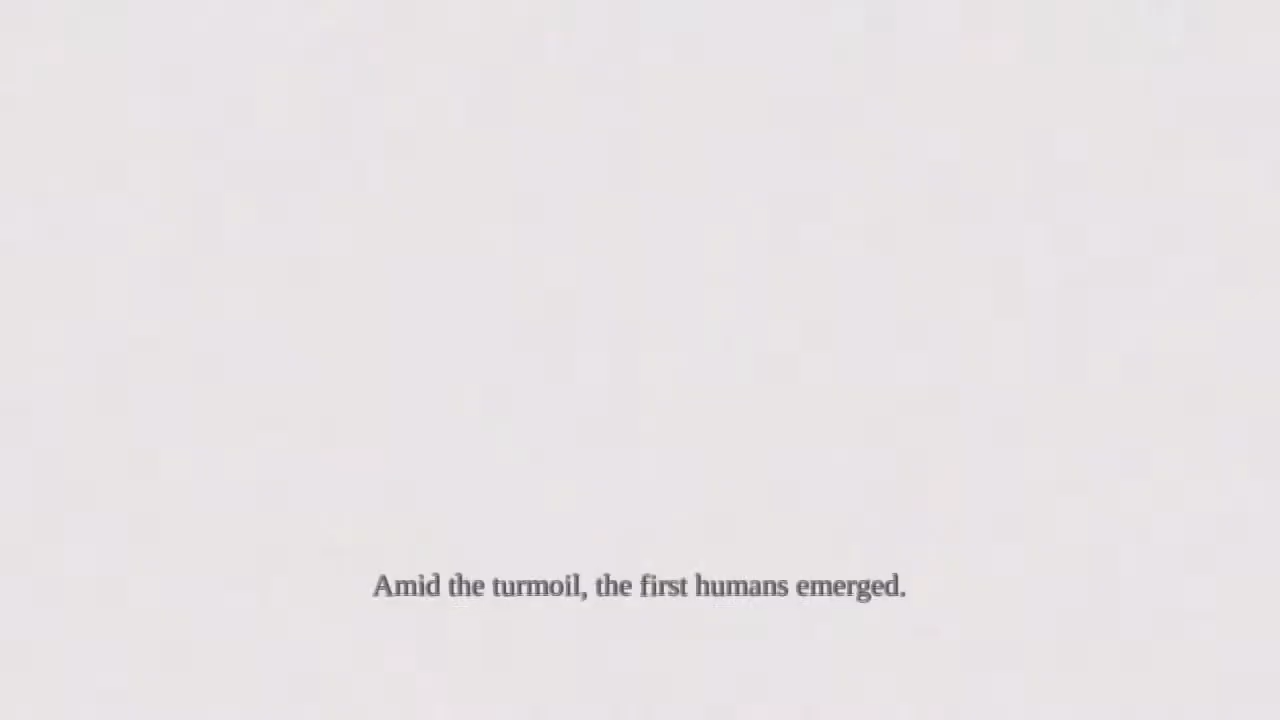 Amid the turmoil, the first humans emerged.